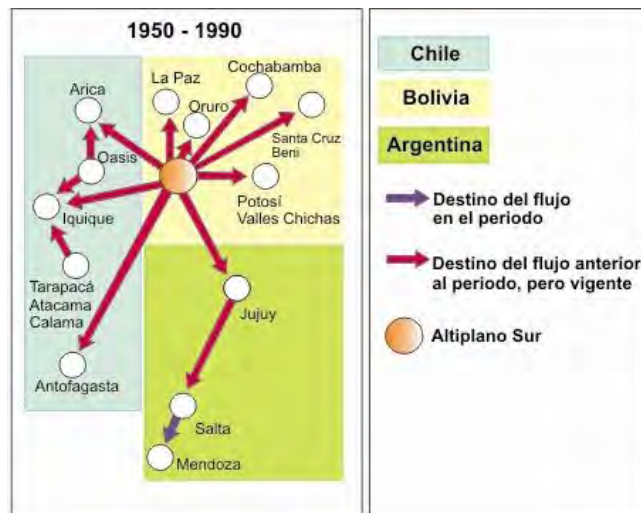 1950 - 1990
Arica
Oasis
Iquique
Tarapacá
Atacama
Calama
Antofagasta
La Paz
Oruro
Cochabamba
Santa Cruz
Beni
Potosí
Valles Chichas
Jujuy
Salta
Mendoza
Chile
Bolivia
Argentina
Destino del flujo
en el periodo
Destino del flujo anterior
al periodo, pero vigente
Altiplano Sur